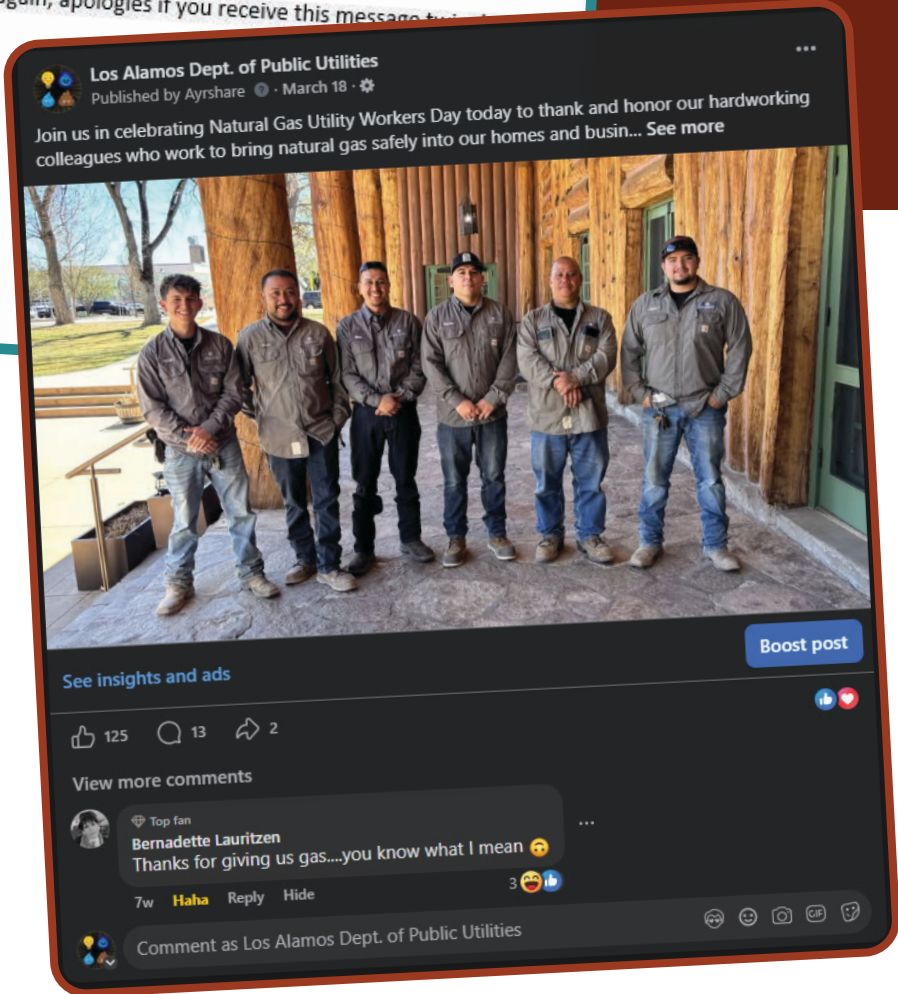 again, apologies if you receive this message
Los Alamos Dept. of Public Utilities
Published by Ayrshare · March 18 ·
Join us in celebrating Natural Gas Utility Workers Day today to thank and honor our hardworking
colleagues who work to bring natural gas safely into our homes and busin... See more
See insights and ads
Boost post
125 13 2
View more comments
Top fan
Bernadette Lauritzen
Thanks for giving us gas....you know what I mean 🙃
7w Haha Reply Hide 3
Comment as Los Alamos Dept. of Public Utilities
GIF